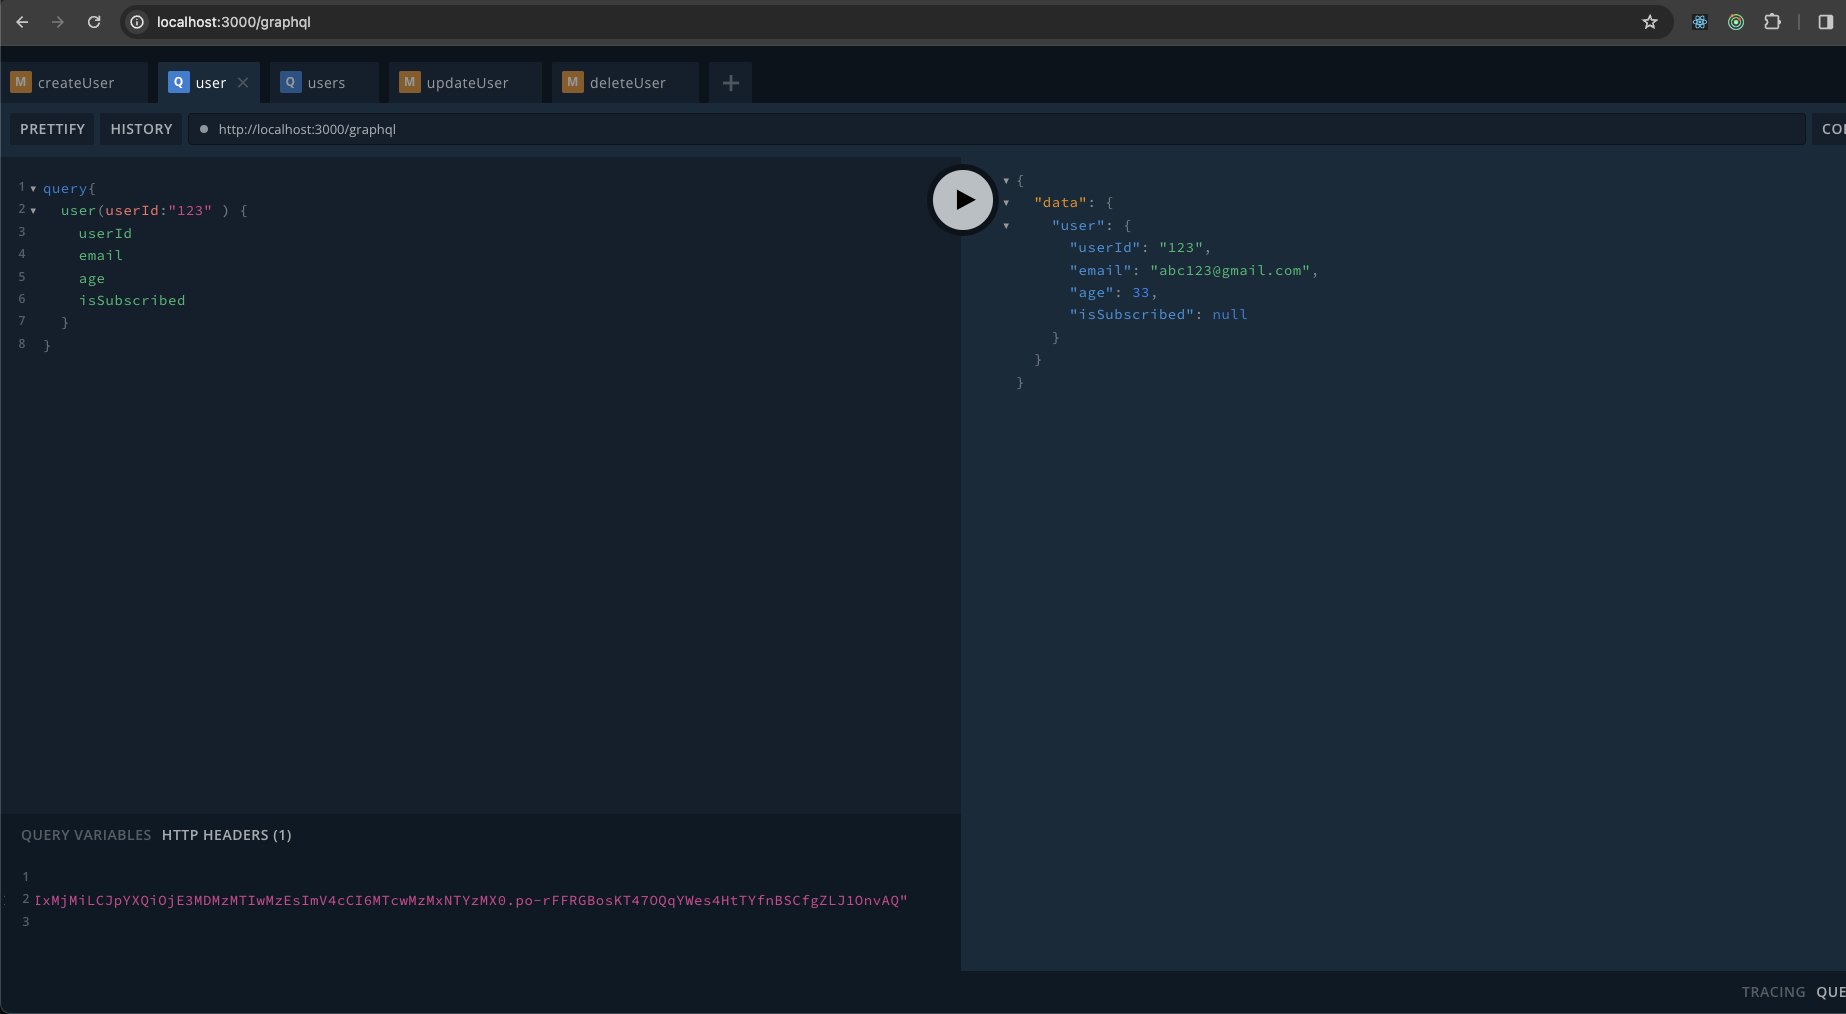 localhost:3000/graphql
M createUser Q user Q users M updateUser M deleteUser
PRETTIFY HISTORY http://localhost:3000/graphql
1 query{
2 user(userId:"123" ) {
3 userId
4 email
5 age
6 isSubscribed
7 }
8 }
{
"data": {
"user": {
"userId": "123",
"email": "abc123@gmail.com",
"age": 33,
"isSubscribed": null
}
}
}
QUERY VARIABLES HTTP HEADERS (1)
1
2 IxMjMiLCJpYXQiOjE3MDMzMTIwMzEsImV4cCI6MTcwMzMxNTYzMX0.po-rFFRGBosKT47OQqYWes4HtTYfnBSCfgZLJ1OnvAQ"
3
TRACING